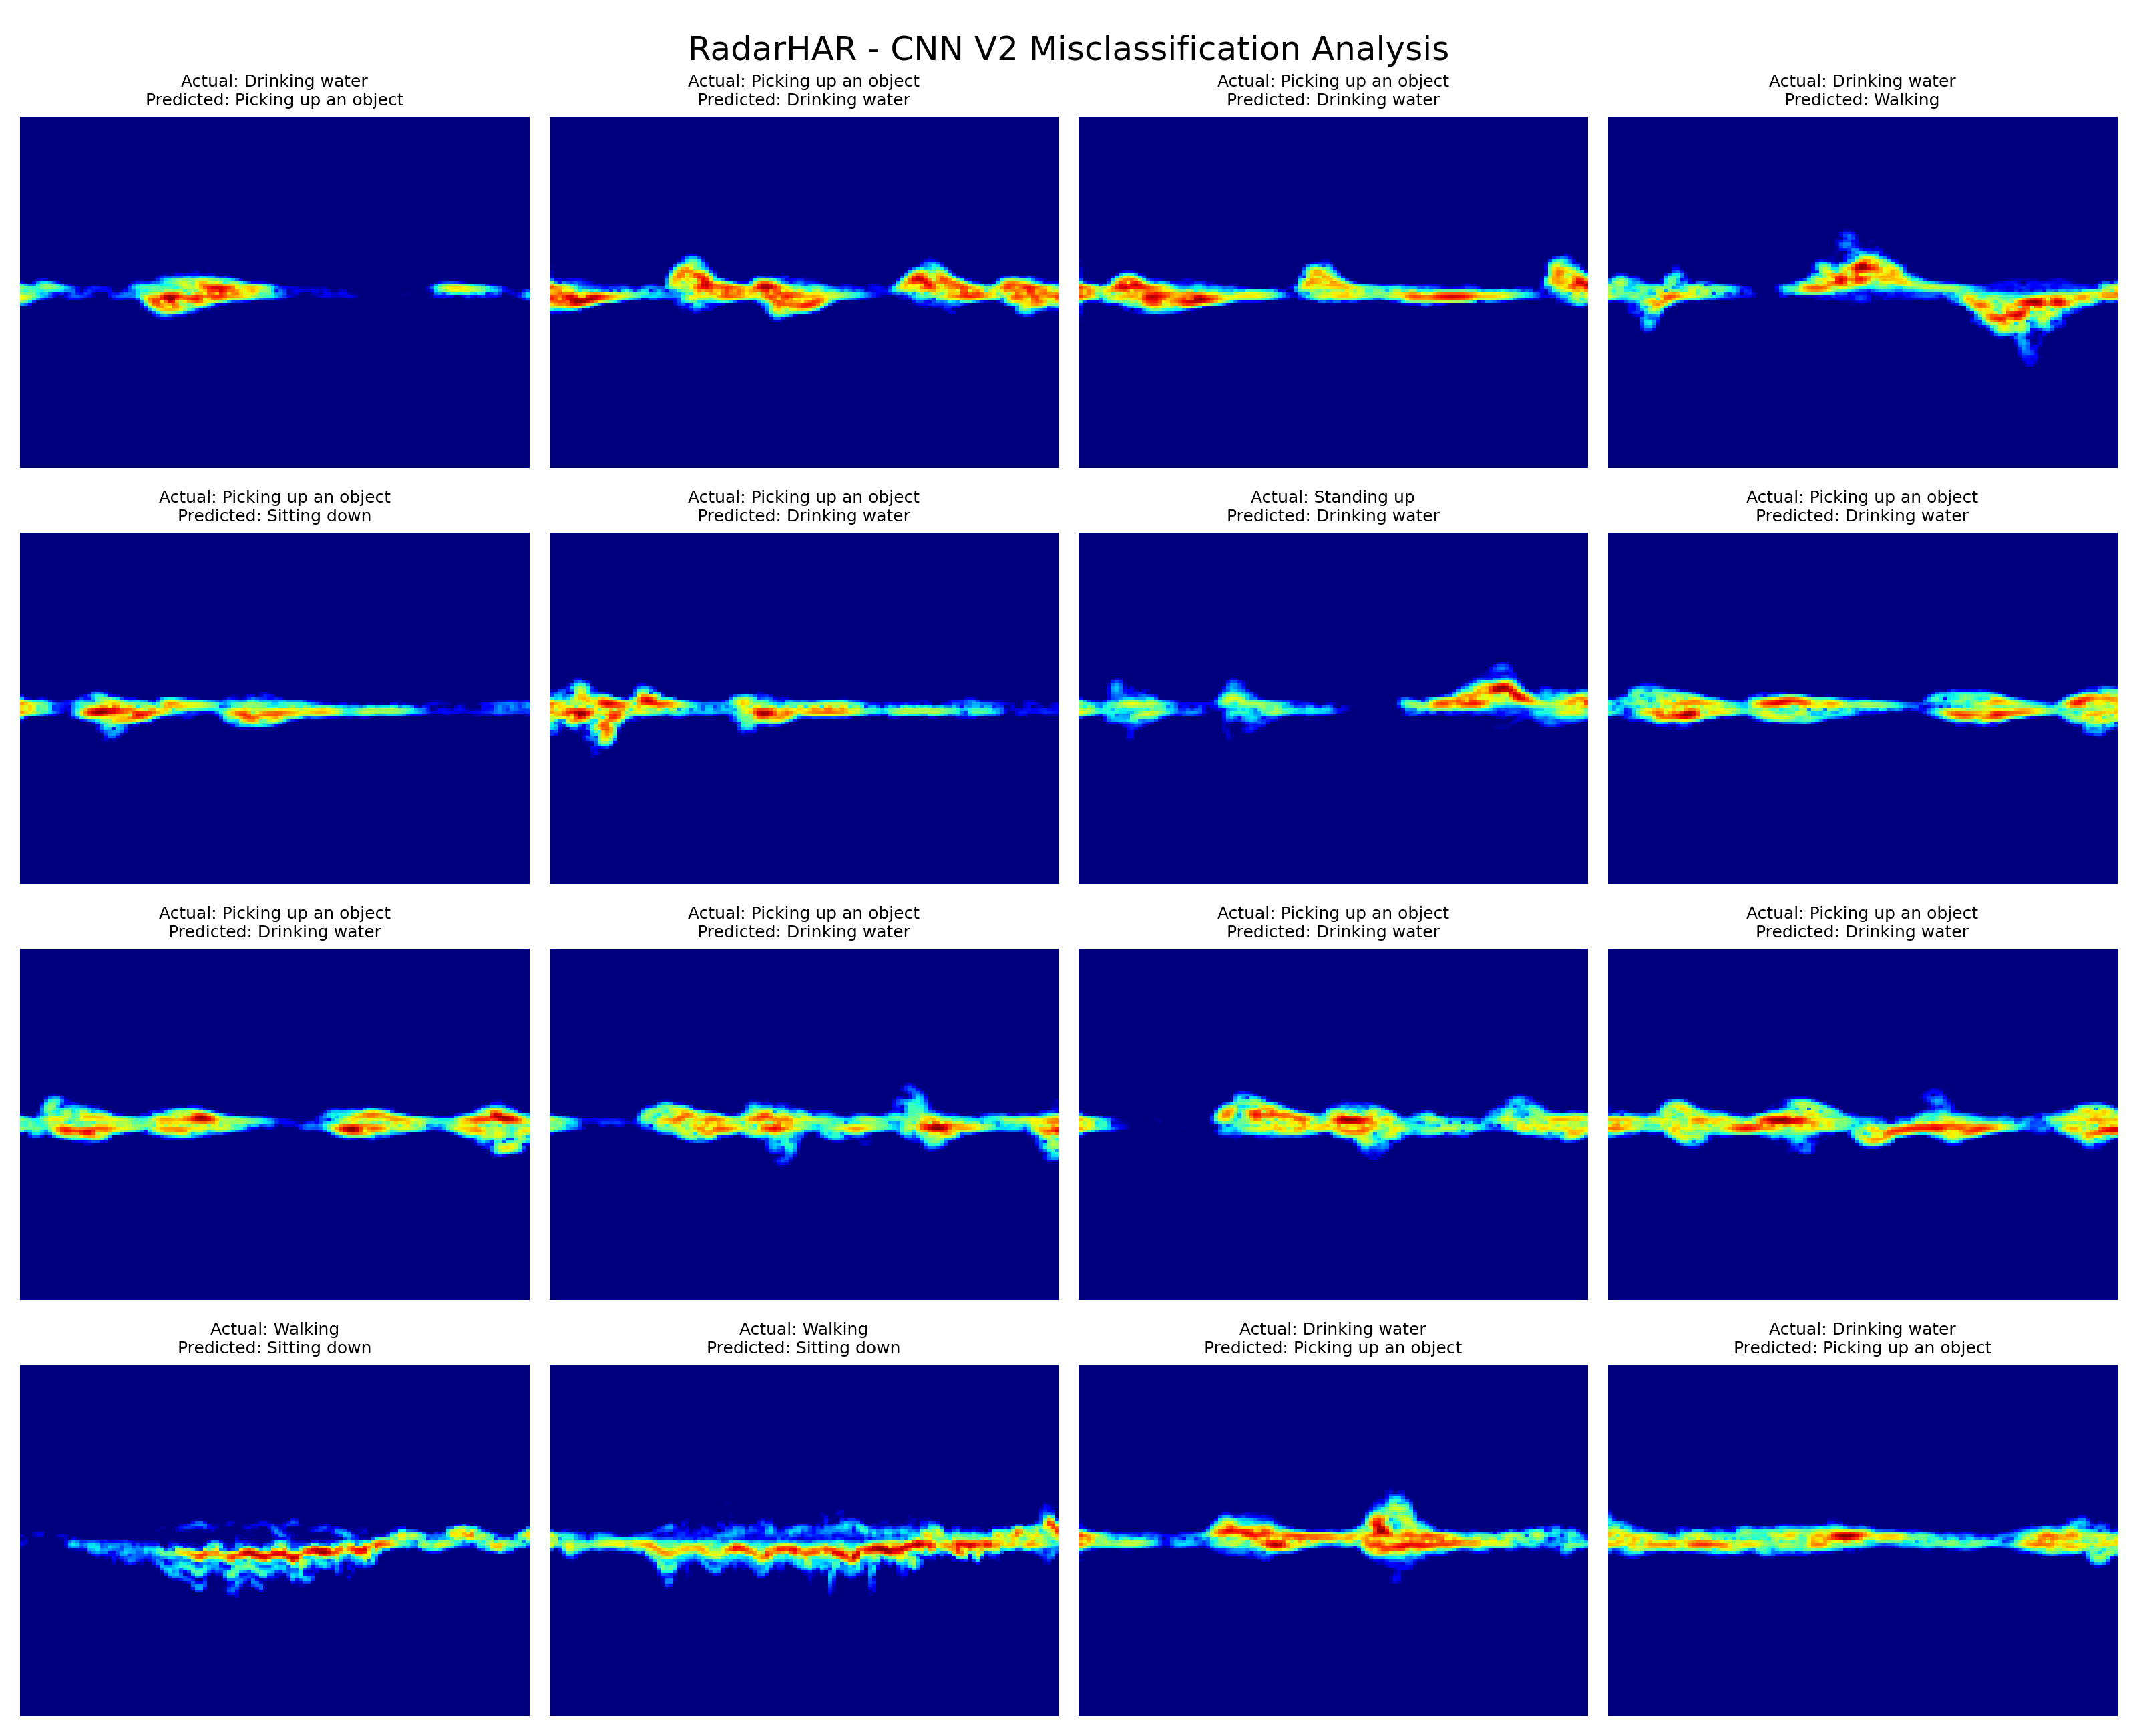 RadarHAR - CNN V2 Misclassification Analysis
Actual: Drinking water
Predicted: Picking up an object
Actual: Picking up an object
Predicted: Drinking water
Actual: Picking up an object
Predicted: Drinking water
Actual: Drinking water
Predicted: Walking
Actual: Picking up an object
Predicted: Sitting down
Actual: Picking up an object
Predicted: Drinking water
Actual: Standing up
Predicted: Drinking water
Actual: Picking up an object
Predicted: Drinking water
Actual: Picking up an object
Predicted: Drinking water
Actual: Picking up an object
Predicted: Drinking water
Actual: Picking up an object
Predicted: Drinking water
Actual: Picking up an object
Predicted: Drinking water
Actual: Walking
Predicted: Sitting down
Actual: Walking
Predicted: Sitting down
Actual: Drinking water
Predicted: Picking up an object
Actual: Drinking water
Predicted: Picking up an object